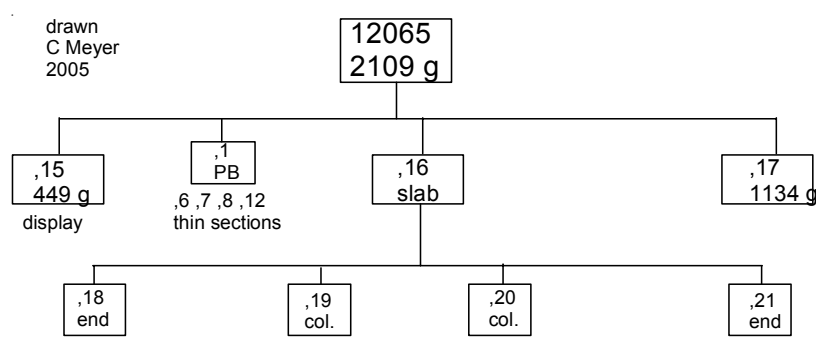 drawn
C Meyer
2005
12065
2109 g
,15
449 g
display
,1
PB
,6 ,7 ,8 ,12
thin sections
,16
slab
,17
1134 g
,18
end
,19
col.
,20
col.
,21
end